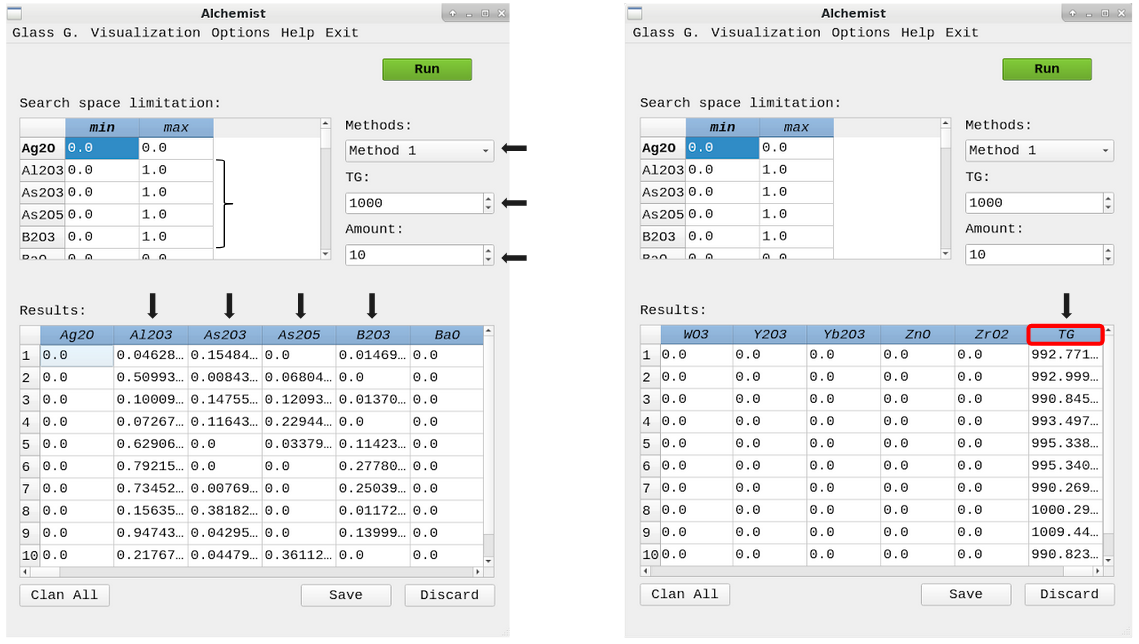 Alchemist
Glass G. Visualization Options Help Exit
Run
Search space limitation:
min max
Ag2O 0.0 0.0
Al2O3 0.0 1.0
As2O3 0.0 1.0
As2O5 0.0 1.0
B2O3 0.0 1.0
BaO 0.0 0.0
Methods:
Method 1
TG:
1000
Amount:
10
Results:
Ag2O Al2O3 As2O3 As2O5 B2O3 BaO
1 0.0 0.04628... 0.15484... 0.0 0.01469... 0.0
2 0.0 0.50993... 0.00843... 0.06804... 0.0 0.0
3 0.0 0.10009... 0.14755... 0.12093... 0.01370... 0.0
4 0.0 0.07267... 0.11643... 0.22944... 0.0 0.0
5 0.0 0.62906... 0.0 0.03379... 0.11423... 0.0
6 0.0 0.79215... 0.0 0.0 0.27780... 0.0
7 0.0 0.73452... 0.00769... 0.0 0.25039... 0.0
8 0.0 0.15635... 0.38182... 0.0 0.01172... 0.0
9 0.0 0.94743... 0.04295... 0.0 0.13999... 0.0
10 0.0 0.21767... 0.04479... 0.36112... 0.0 0.0
Clan All Save Discard
Alchemist
Glass G. Visualization Options Help Exit
Run
Search space limitation:
min max
Ag2O 0.0 0.0
Al2O3 0.0 1.0
As2O3 0.0 1.0
As2O5 0.0 1.0
B2O3 0.0 1.0
BaO 0.0 0.0
Methods:
Method 1
TG:
1000
Amount:
10
Results:
WO3 Y2O3 Yb2O3 ZnO ZrO2 TG
1 0.0 0.0 0.0 0.0 0.0 992.771...
2 0.0 0.0 0.0 0.0 0.0 992.999...
3 0.0 0.0 0.0 0.0 0.0 990.845...
4 0.0 0.0 0.0 0.0 0.0 993.497...
5 0.0 0.0 0.0 0.0 0.0 995.338...
6 0.0 0.0 0.0 0.0 0.0 995.340...
7 0.0 0.0 0.0 0.0 0.0 990.269...
8 0.0 0.0 0.0 0.0 0.0 1000.29...
9 0.0 0.0 0.0 0.0 0.0 1009.44...
10 0.0 0.0 0.0 0.0 0.0 990.823...
Clan All Save Discard